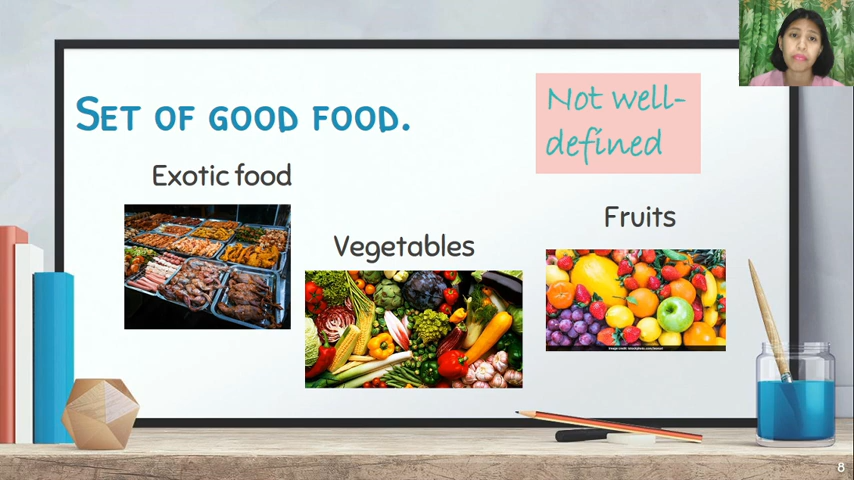 Set of good food.
Not well-
defined
Exotic food
Vegetables
Fruits
8